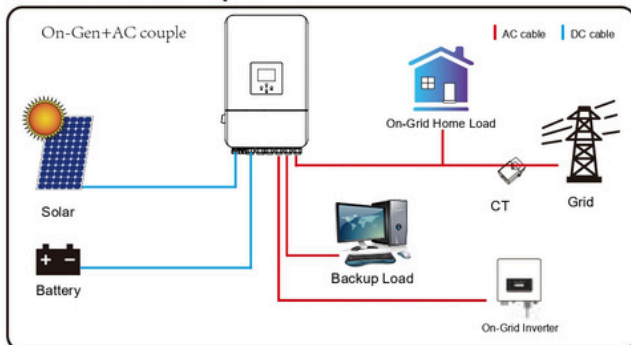 On-Gen+AC couple
AC cable
DC cable
On-Grid Home Load
Solar
CT
Grid
Battery
Backup Load
On-Grid Inverter